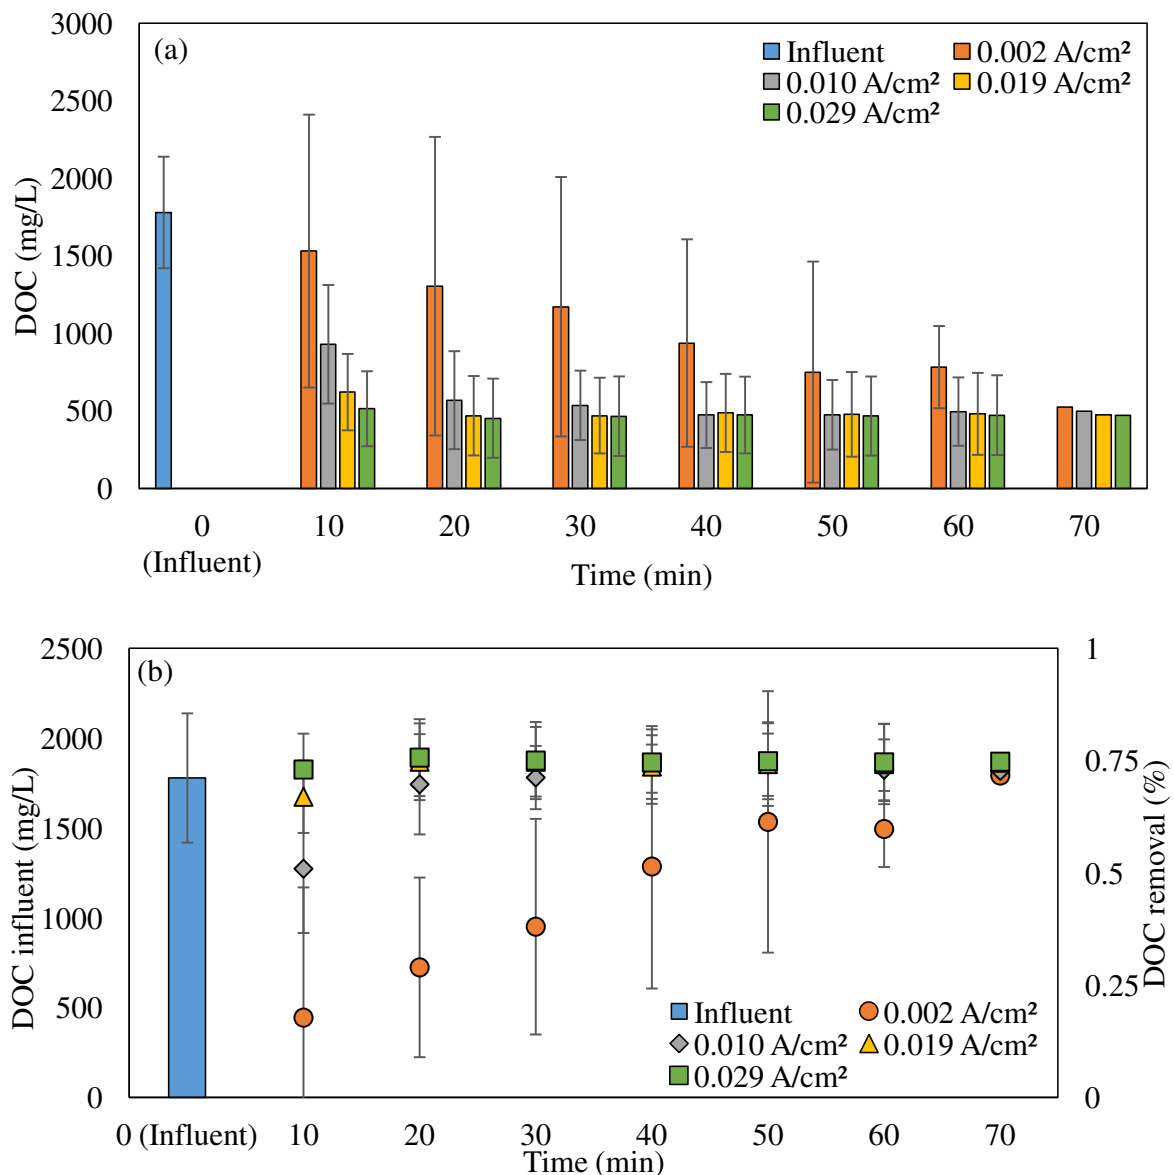 (a)
Influent
0.002 A/cm²
0.010 A/cm²
0.019 A/cm²
0.029 A/cm²
DOC (mg/L)
3000
2500
2000
1500
1000
500
0
0 10 20 30 40 50 60 70
(Influent)
Time (min)
(b)
DOC influent (mg/L)
2500
2000
1500
1000
500
0
1
0.75
0.5
0.25
0
DOC removal (%)
Influent
0.002 A/cm²
0.010 A/cm²
0.019 A/cm²
0.029 A/cm²
0 (Influent) 10 20 30 40 50 60 70
Time (min)